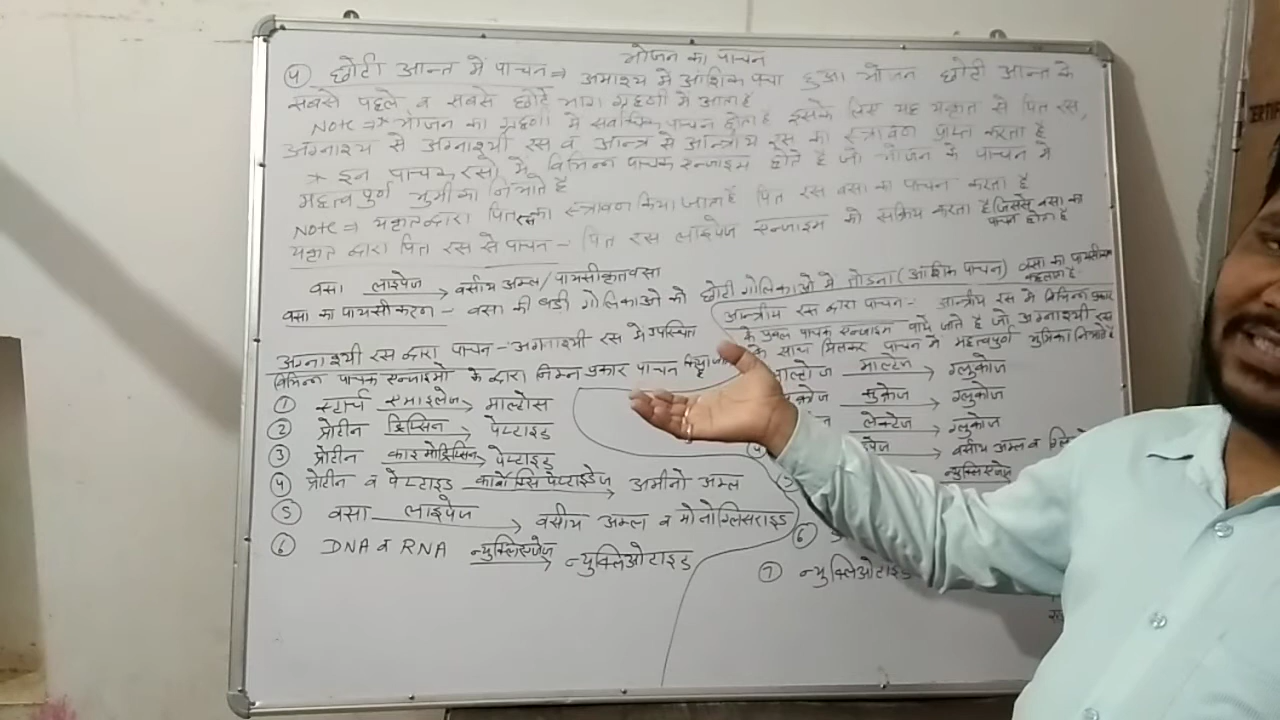 भोजन का पाचन
④ छोटी आन्त में पाचन ⇒ अमाश्य मे आंशिक पचा हुआ भोजन छोटी आन्त के
सबसे पहले व सबसे छोटे भाग ग्रहणी में आता है
Note ⇒ * भोजन का ग्रहणी मे सर्वाधिक पाचन होता है इसके लिए यह यकृत से पित रस,
अग्नाश्य से अग्नाश्यी रस व आन्त्र से आन्त्रीय रस का स्त्रावण प्राप्त करता है
* इन पाचक रसो में विभिन्न पाचक एन्जाइम होते है जो भोजन के पाचन मे
महत्वपुर्ण भुमीका निभाते है
Note ⇒ यकृत द्वारा पित रस का स्त्रावण किया जाता है पित रस वसा का पाचन करता है
यकृत द्वारा पित रस से पाचन - पित रस लाइपेज एन्जाइम को सक्रिय करता है जिससे वसा का
पाचन होता है
वसा लाइपेज → वसीय अम्ल / पायसीकृत वसा
वसा का पायसीकरण - वसा की बडी गोलिकाओ को छोटी गोलिकाओ मे तोडना (आंशिक पाचन) वसा का पायसीकरण
कहलाता है
अग्नाश्यी रस द्वारा पाचन - अग्नाश्यी रस मे उपस्थित
विभिन्न पाचक एन्जाइमो के द्वारा निम्न प्रकार पाचन किया जाता
है
① स्टार्च एमाइलेज → माल्टोस
② प्रोटीन ट्रिप्सिन → पेप्टाइड
③ प्रोटीन काइमोट्रिप्सिन → पेप्टाइड
④ प्रोटीन व पेप्टाइड कार्बोक्सिपेप्टाइडेज → अमीनो अम्ल
⑤ वसा लाइपेज → वसीय अम्ल व मोनोग्लिसराइड
⑥ DNA व RNA न्युक्लिएजेज → न्युक्लिओटाइड
आन्त्रीय रस द्वारा पाचन - आन्त्रीय रस मे विभिन्न प्रकार
के प्रबल पाचक एन्जाइम पाये जाते है जो अग्नाश्यी रस
के साथ मिलकर पाचन मे महत्वपुर्ण भुमिका निभाते है
माल्टोज माल्टेज → ग्लुकोज
सुक्रेज → ग्लुकोज
लेक्टेज → ग्लुकोज
④ वसीय अम्ल व
न्युक्लिएजेज
⑥
⑦ न्युक्लिओटाइड